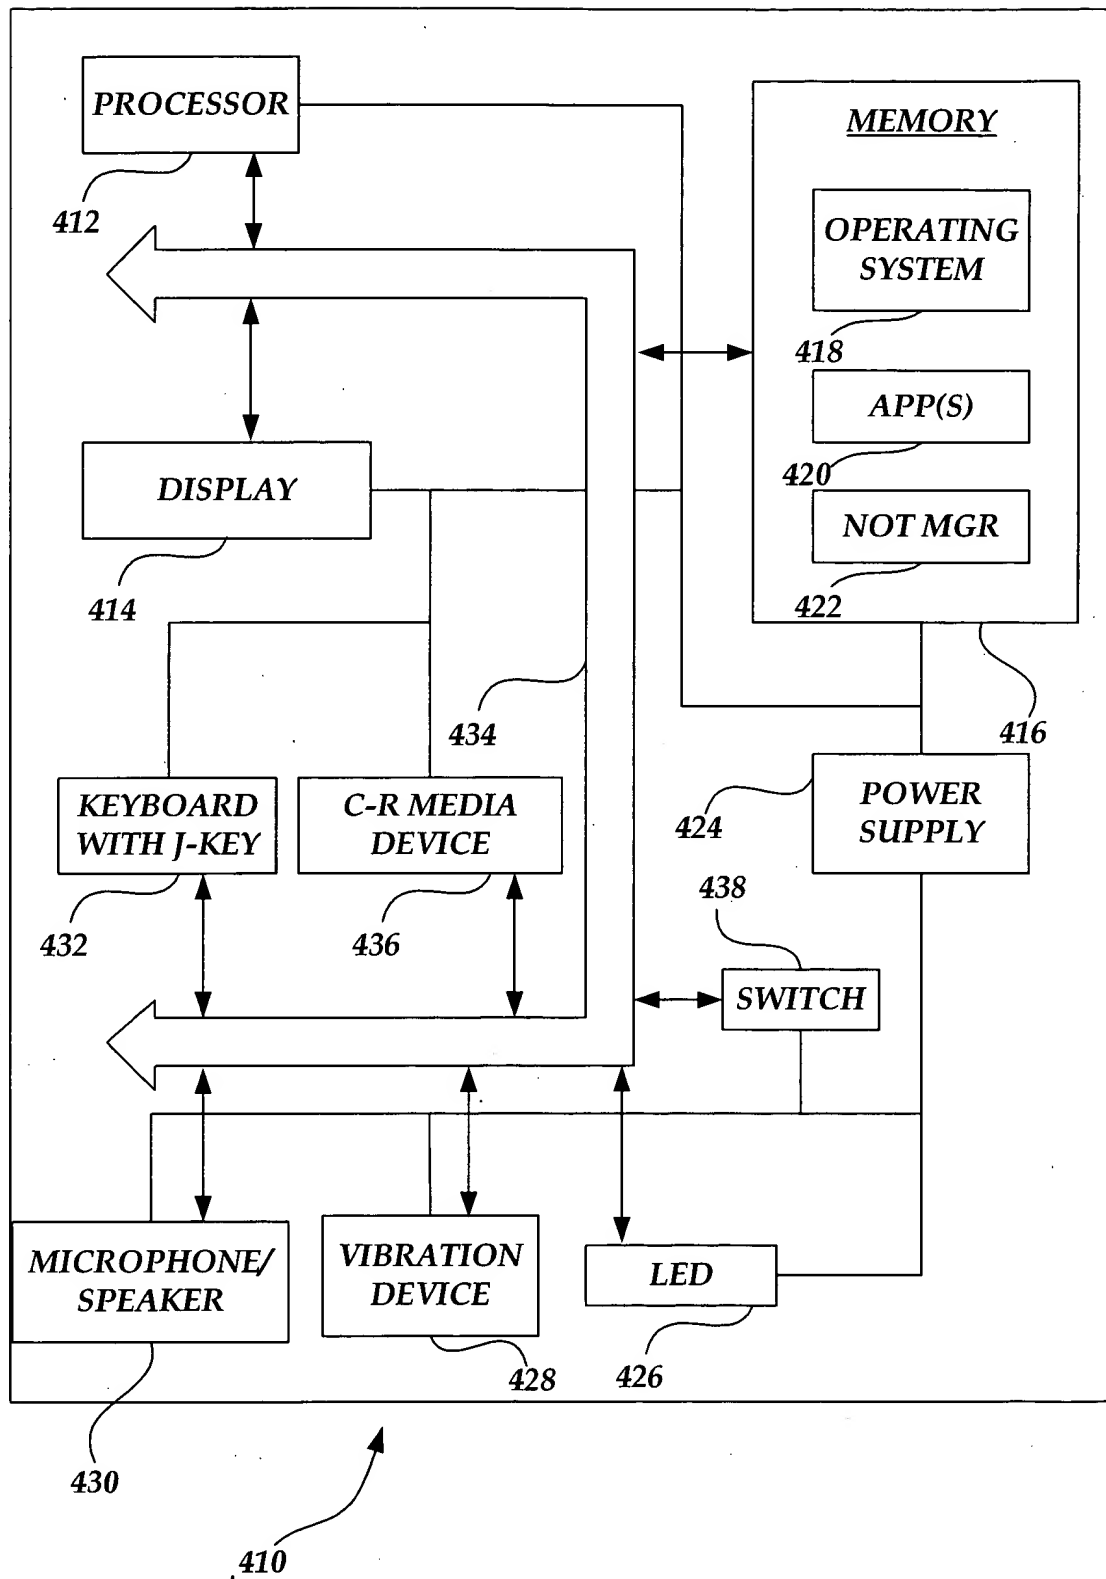 PROCESSOR
412
MEMORY
OPERATING
SYSTEM
418
APP(S)
420
NOT MGR
422
416
DISPLAY
414
434
KEYBOARD
WITH J-KEY
432
C-R MEDIA
DEVICE
436
424
POWER
SUPPLY
438
SWITCH
MICROPHONE/
SPEAKER
430
VIBRATION
DEVICE
428
LED
426
410